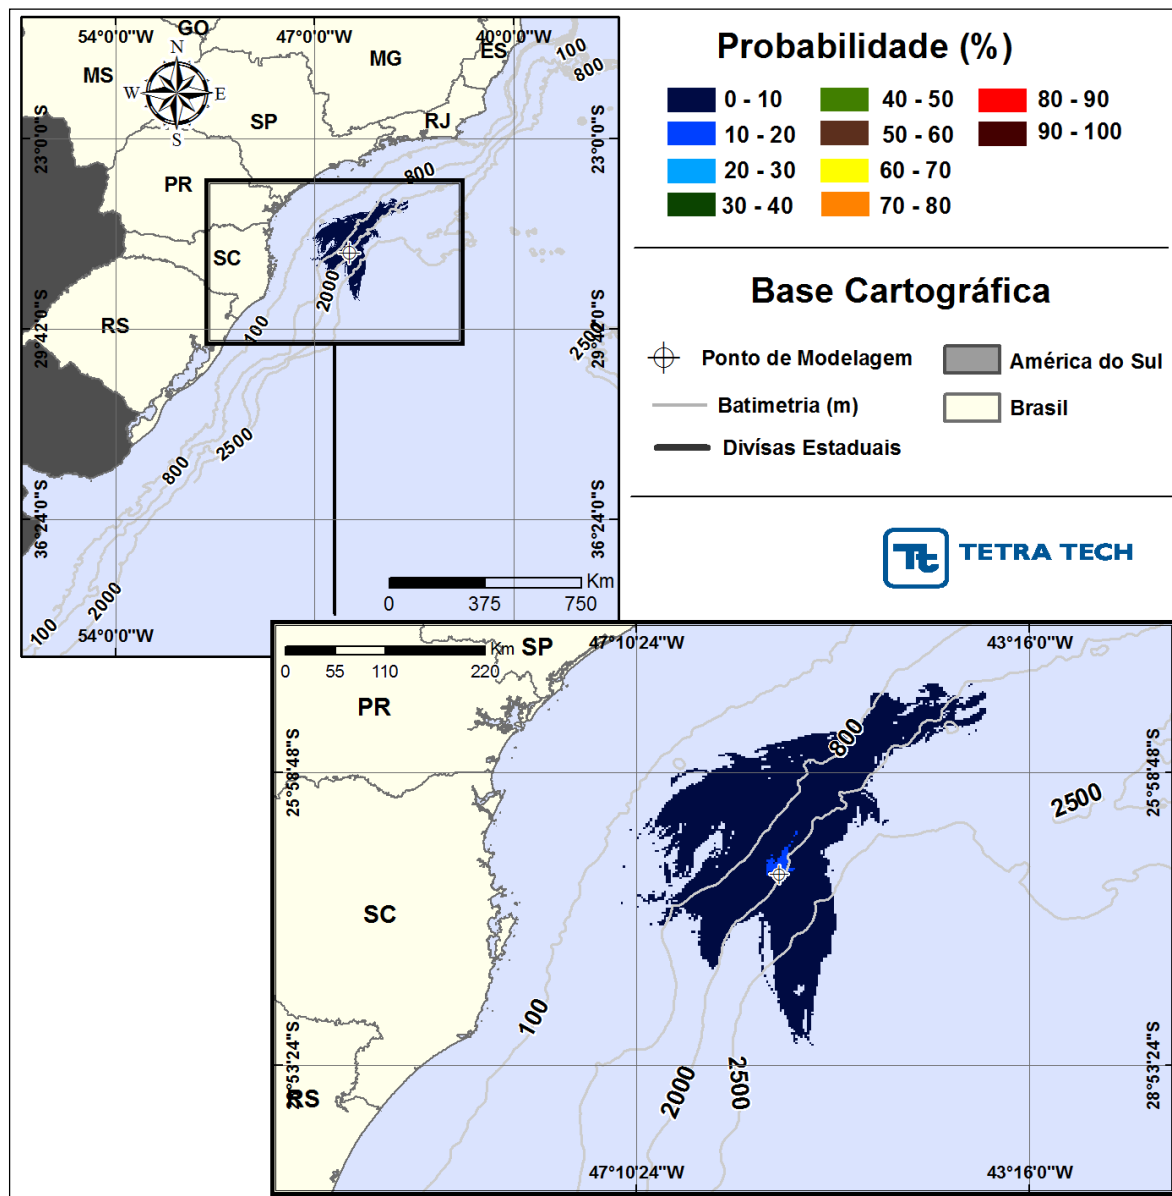 54°0'0"W
47°0'0"W
40°0'0"W
GO
ES
MG
MS
N
W
E
S
SP
RJ
PR
SC
RS
100
800
800
2000
100
2500
2500
800
2000
100
23°0'0"S
23°0'0"S
29°42'0"S
29°42'0"S
36°24'0"S
36°24'0"S
54°0'0"W
Km
0 375 750
Probabilidade (%)
0 - 10
10 - 20
20 - 30
30 - 40
40 - 50
50 - 60
60 - 70
70 - 80
80 - 90
90 - 100
Base Cartográfica
Ponto de Modelagem
Batimetria (m)
Divísas Estaduais
América do Sul
Brasil
Tt TETRA TECH
47°10'24"W
43°16'0"W
Km
0 55 110 220
SP
PR
SC
RS
25°58'48"S
25°58'48"S
28°53'24"S
28°53'24"S
800
2500
100
2000
2500
47°10'24"W
43°16'0"W